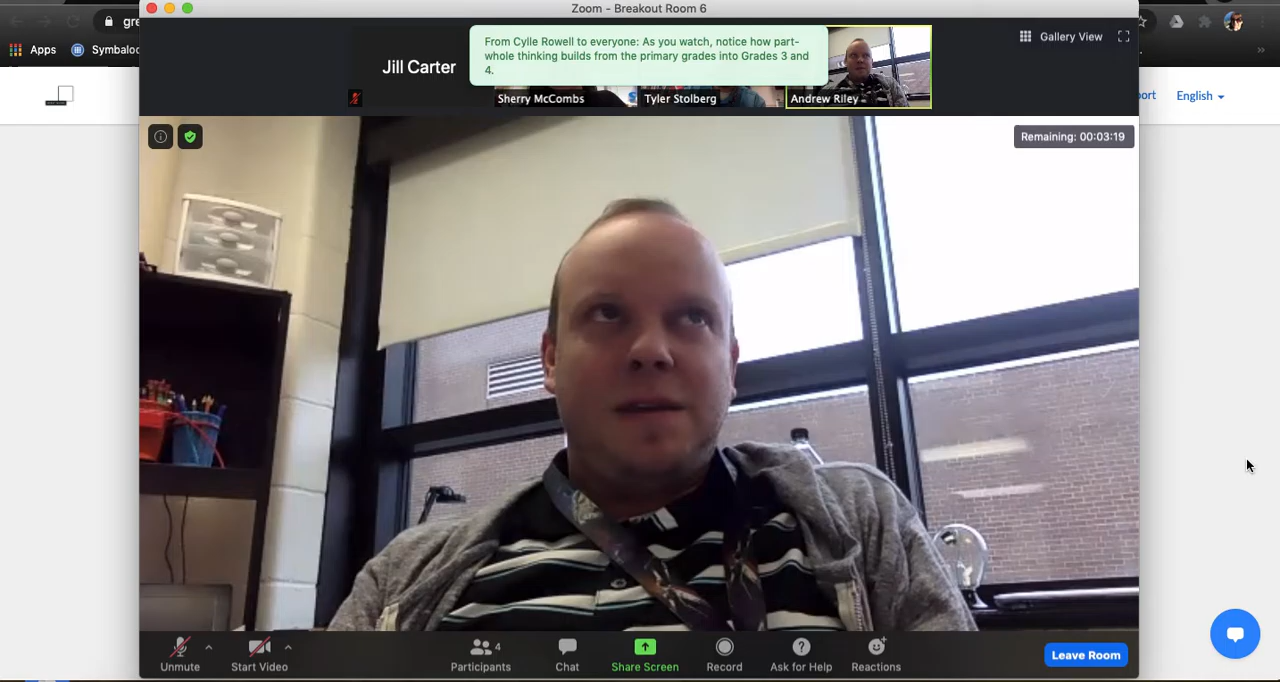 Zoom - Breakout Room 6
gre
Apps
Symbaloo
From Cylle Rowell to everyone: As you watch, notice how part-
whole thinking builds from the primary grades into Grades 3 and
4.
Gallery View
Jill Carter
Sherry McCombs
Tyler Stolberg
Andrew Riley
English
Remaining: 00:03:19
4
Unmute
Start Video
Participants
Chat
Share Screen
Record
Ask for Help
Reactions
Leave Room